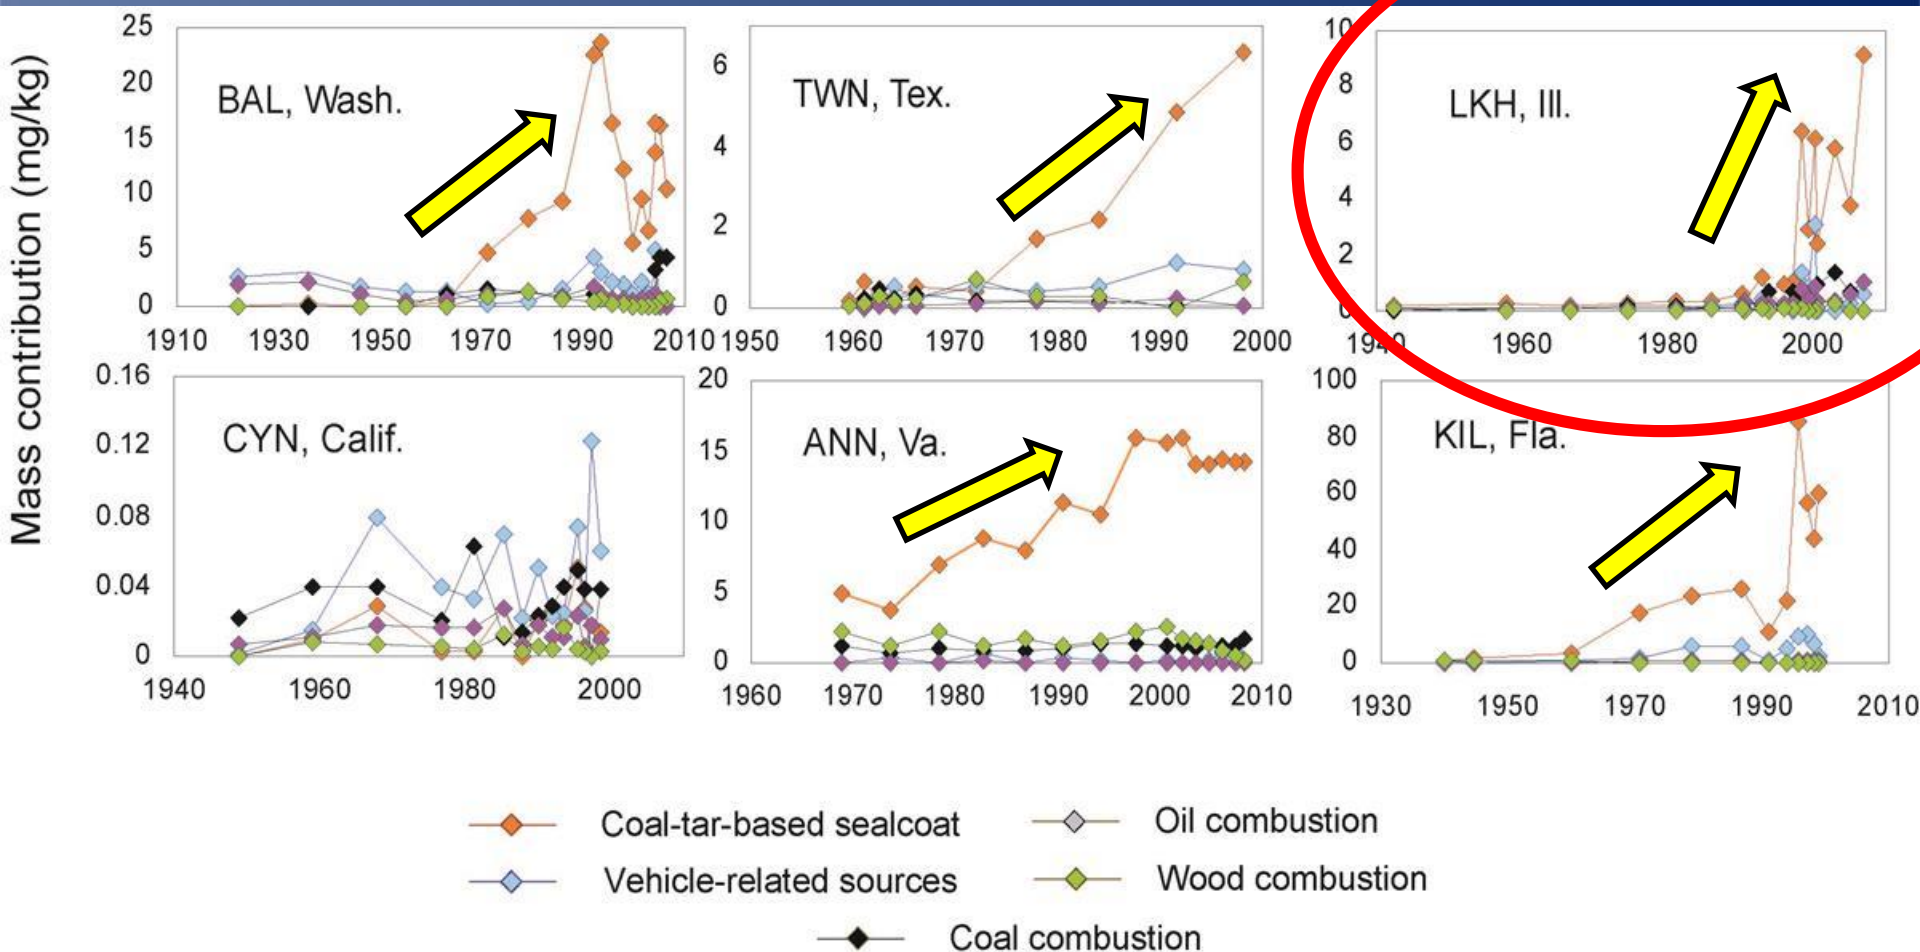 Mass contribution (mg/kg)
25
20
15
10
5
0
BAL, Wash.
1910 1930 1950 1970 1990 2010
6
4
2
0
TWN, Tex.
1950 1960 1970 1980 1990 2000
10
8
6
4
2
0
LKH, Ill.
1940 1960 1980 2000
0.16
0.12
0.08
0.04
0
CYN, Calif.
1940 1960 1980 2000
20
15
10
5
0
ANN, Va.
1960 1970 1980 1990 2000 2010
100
80
60
40
20
0
KIL, Fla.
1930 1950 1970 1990 2010
Coal-tar-based sealcoat
Oil combustion
Vehicle-related sources
Wood combustion
Coal combustion